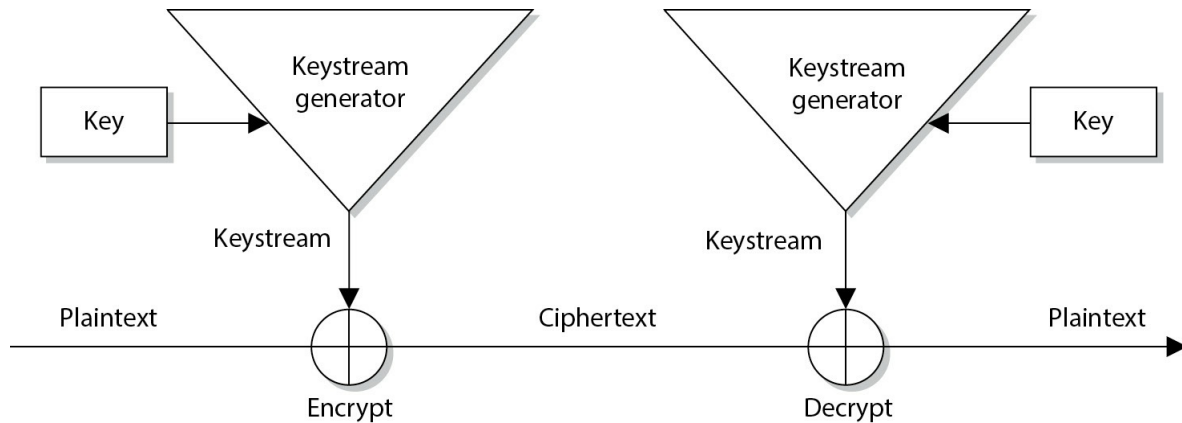 Keystream
generator
Keystream
generator
Key
Key
Keystream
Keystream
Plaintext
Ciphertext
Plaintext
Encrypt
Decrypt